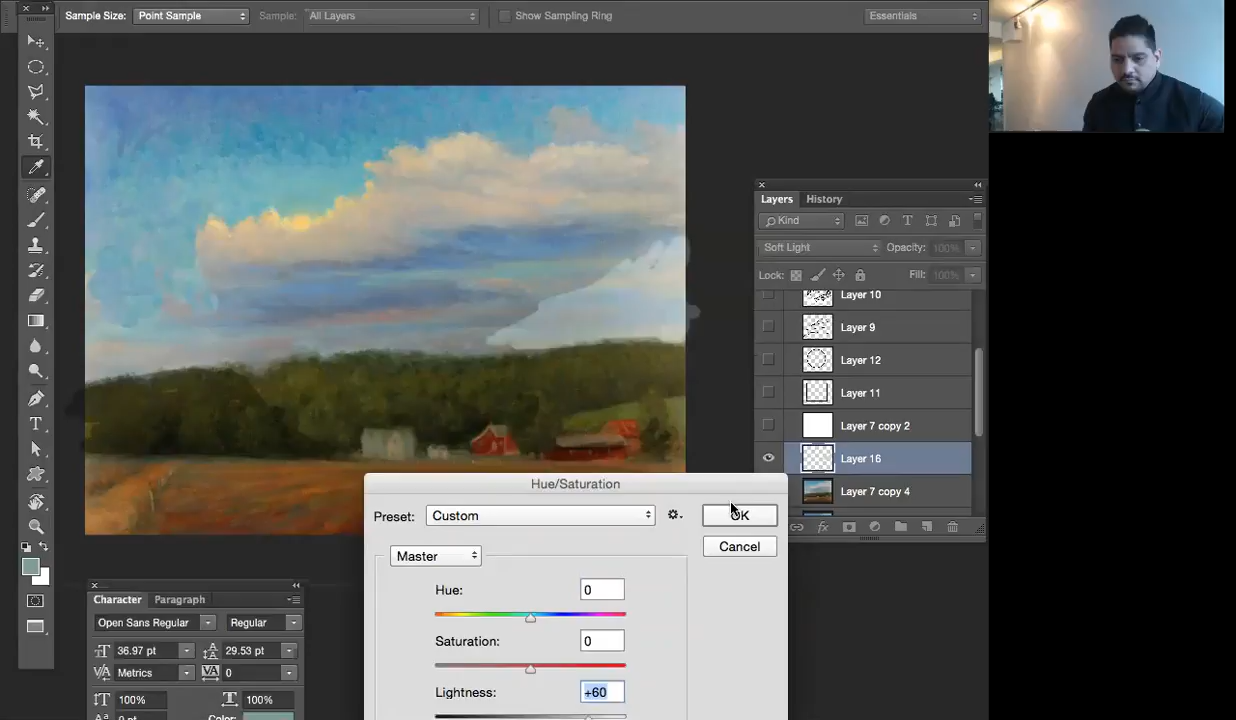 Sample Size: Point Sample Sample: All Layers Show Sampling Ring Essentials
Layers History
Kind
Soft Light Opacity: 100%
Lock: Fill: 100%
Layer 10
Layer 9
Layer 12
Layer 11
Layer 7 copy 2
Layer 16
Layer 7 copy 4
fx
Hue/Saturation
Preset: Custom OK
Cancel
Master
Hue: 0
Saturation: 0
Lightness: +60
Character Paragraph
Open Sans Regular Regular
36.97 pt 29.53 pt
Metrics 0
100% 100%
0 pt Color: